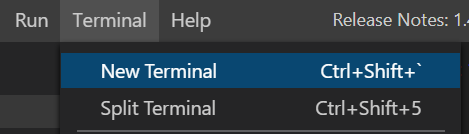 Run Terminal Help Release Notes: 1.4
New Terminal Ctrl+Shift+`
Split Terminal Ctrl+Shift+5